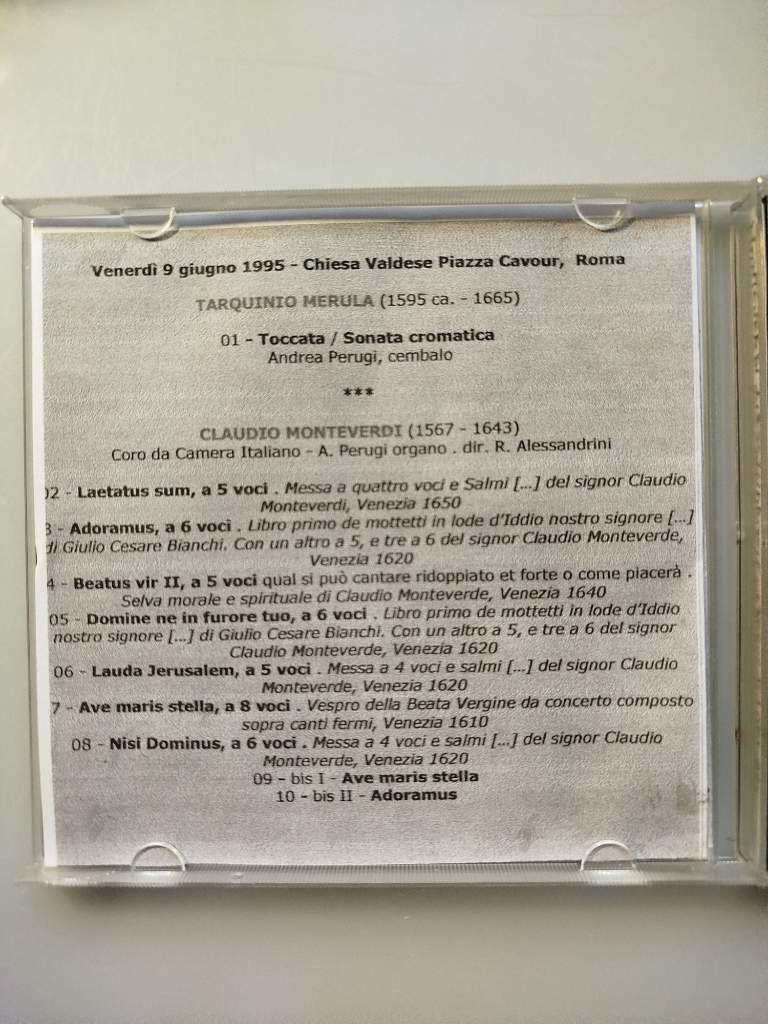 Venerdì 9 giugno 1995 - Chiesa Valdese Piazza Cavour, Roma
TARQUINIO MERULA (1595 ca. - 1665)
01 - Toccata / Sonata cromatica
Andrea Perugi, cembalo
***
CLAUDIO MONTEVERDI (1567 - 1643)
Coro da Camera Italiano - A. Perugi organo . dir. R. Alessandrini
02 - Laetatus sum, a 5 voci . Messa a quattro voci e Salmi [...] del signor Claudio
Monteverdi, Venezia 1650
3 - Adoramus, a 6 voci . Libro primo de mottetti in lode d'Iddio nostro signore [...]
di Giulio Cesare Bianchi. Con un altro a 5, e tre a 6 del signor Claudio Monteverde,
Venezia 1620
4 - Beatus vir II, a 5 voci qual si può cantare ridoppiato et forte o come piacerà .
Selva morale e spirituale di Claudio Monteverde, Venezia 1640
05 - Domine ne in furore tuo, a 6 voci . Libro primo de mottetti in lode d'Iddio
nostro signore [...] di Giulio Cesare Bianchi. Con un altro a 5, e tre a 6 del signor
Claudio Monteverde, Venezia 1620
06 - Lauda Jerusalem, a 5 voci . Messa a 4 voci e salmi [...] del signor Claudio
Monteverde, Venezia 1620
7 - Ave maris stella, a 8 voci . Vespro della Beata Vergine da concerto composto
sopra canti fermi, Venezia 1610
08 - Nisi Dominus, a 6 voci . Messa a 4 voci e salmi [...] del signor Claudio
Monteverde, Venezia 1620
09 - bis I - Ave maris stella
10 - bis II - Adoramus